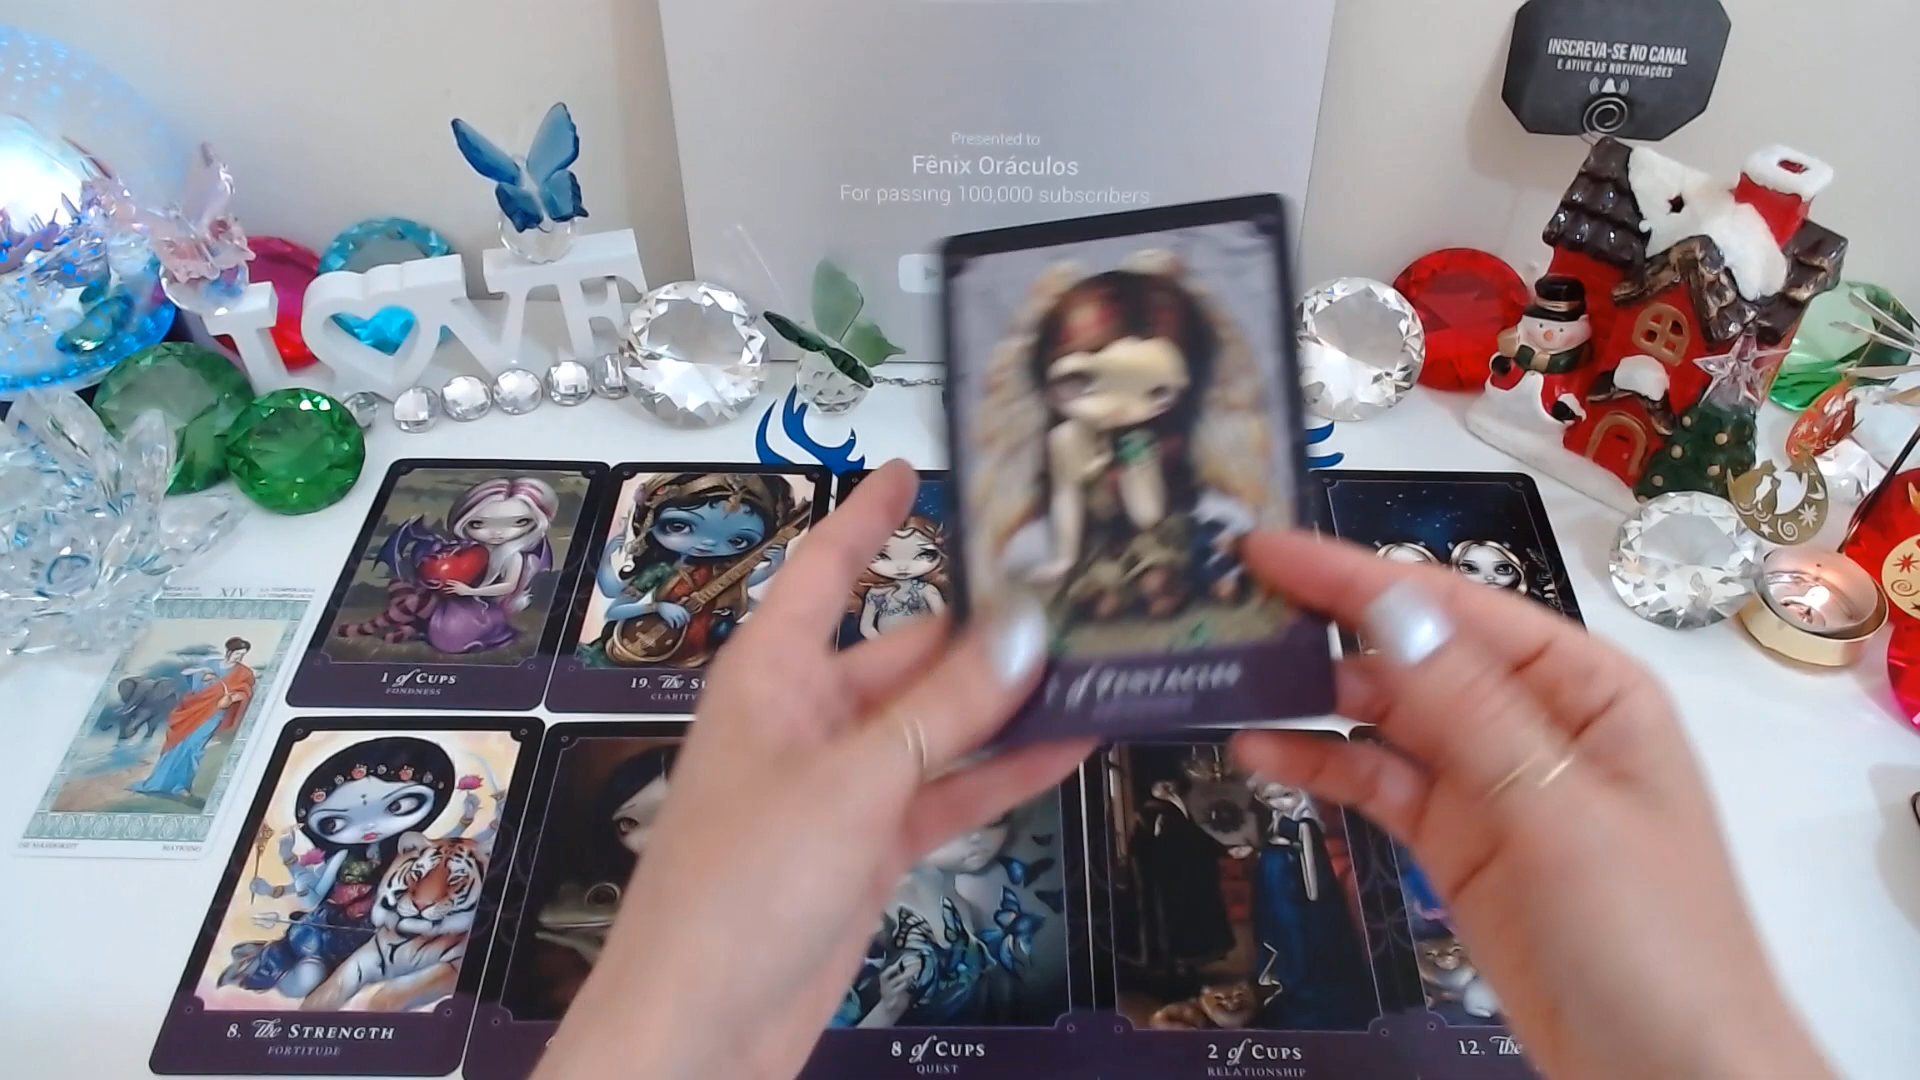 INSCREVA-SE NO CANAL
E ATIVE AS NOTIFICAÇÕES
Presented to
Fênix Oráculos
For passing 100,000 subscribers
LOVE
XIV
1 of CUPS
FONDNESS
19. The
of PENTACLES
8. The STRENGTH
FORTITUDE
8 of CUPS
QUEST
2 of CUPS
RELATIONSHIP
12. The